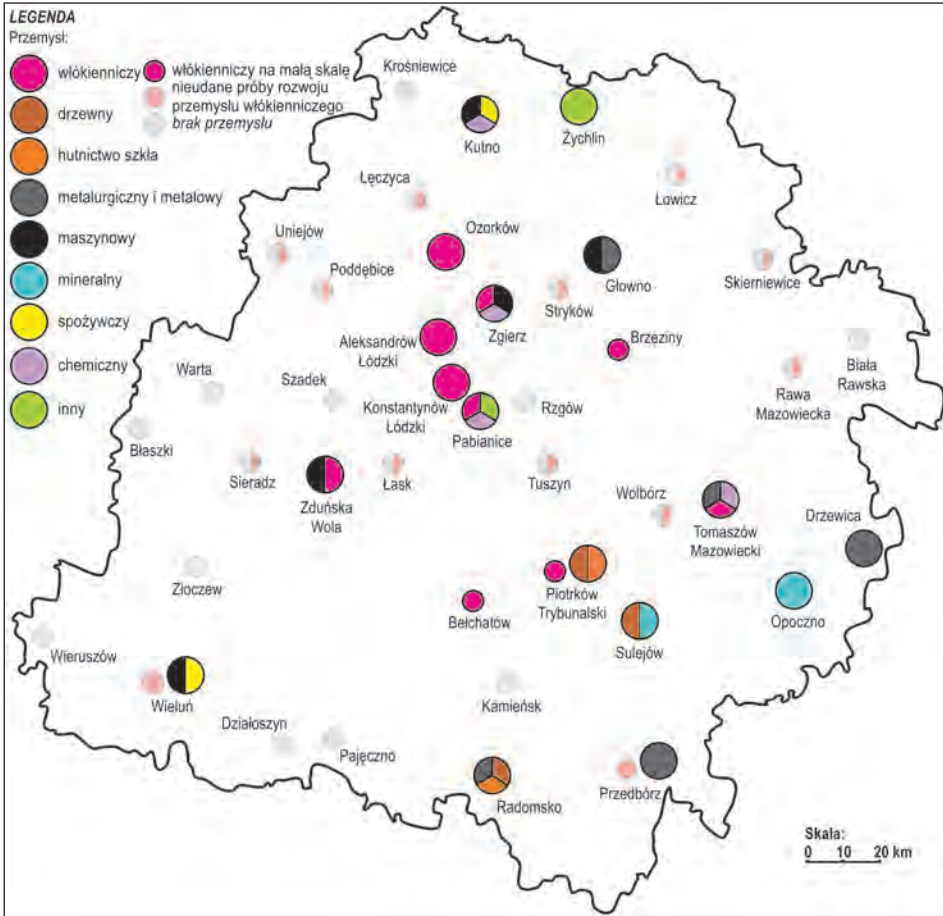 LEGENDA
Przemysł:
włókienniczy
drzewny
hutnictwo szkła
metalurgiczny i metalowy
maszynowy
mineralny
spożywczy
chemiczny
inny
włókienniczy na małą skalę
nieudane próby rozwoju
przemysłu włókienniczego
brak przemysłu
Krośniewice
Kutno
Żychlin
Łęczyca
Łowicz
Uniejów
Ozorków
Poddębice
Głowno
Skierniewice
Stryków
Zgierz
Aleksandrów
Łódzki
Brzeziny
Biała
Rawska
Warta
Szadek
Rawa
Mazowiecka
Konstantynów
Łódzki
Rzgów
Pabianice
Błaszki
Sieradz
Zduńska
Wola
Łask
Tuszyn
Wolbórz
Tomaszów
Mazowiecki
Drzewica
Złoczew
Piotrków
Trybunalski
Bełchatów
Opoczno
Sulejów
Wieruszów
Wieluń
Kamieńsk
Działoszyn
Pajęczno
Radomsko
Przedbórz
Skala:
0 10 20 km